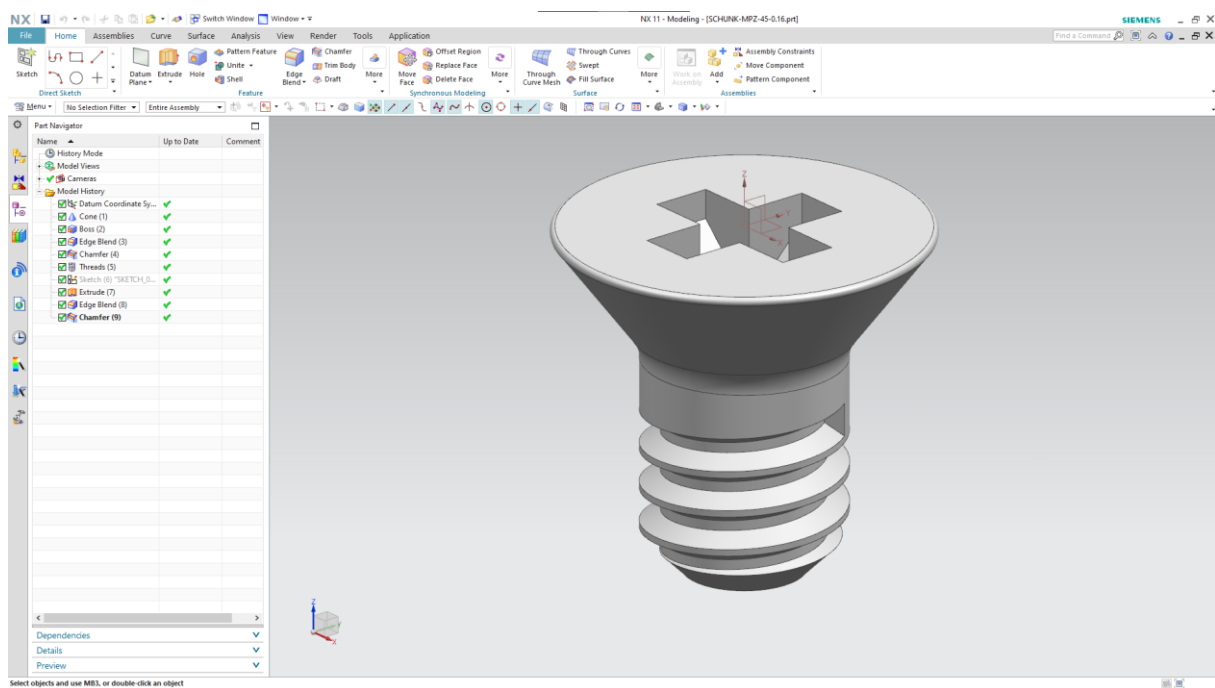 NX Switch Window Window NX 11 - Modeling - [SCHUNK-MPZ-45-0.16.prt] SIEMENS
File Home Assemblies Curve Surface Analysis View Render Tools Application Find a Command
Sketch
Direct Sketch
Datum Plane
Extrude
Hole
Pattern Feature
Unite
Shell
Edge Blend
Chamfer
Trim Body
Draft
More
Feature
Move Face
Offset Region
Replace Face
Delete Face
More
Synchronous Modeling
Through Curve Mesh
Through Curves
Swept
Fill Surface
More
Surface
Work on Assembly
Add
Assembly Constraints
Move Component
Pattern Component
Assemblies
Menu No Selection Filter Entire Assembly
Part Navigator
Name Up to Date Comment
History Mode
Model Views
Cameras
Model History
Datum Coordinate Sy...
Cone (1)
Boss (2)
Edge Blend (3)
Chamfer (4)
Threads (5)
Sketch (6) "SKETCH_0...
Extrude (7)
Edge Blend (8)
Chamfer (9)
Z
Y
X
Z
Y
X
Dependencies
Details
Preview
Select objects and use MB3, or double-click an object